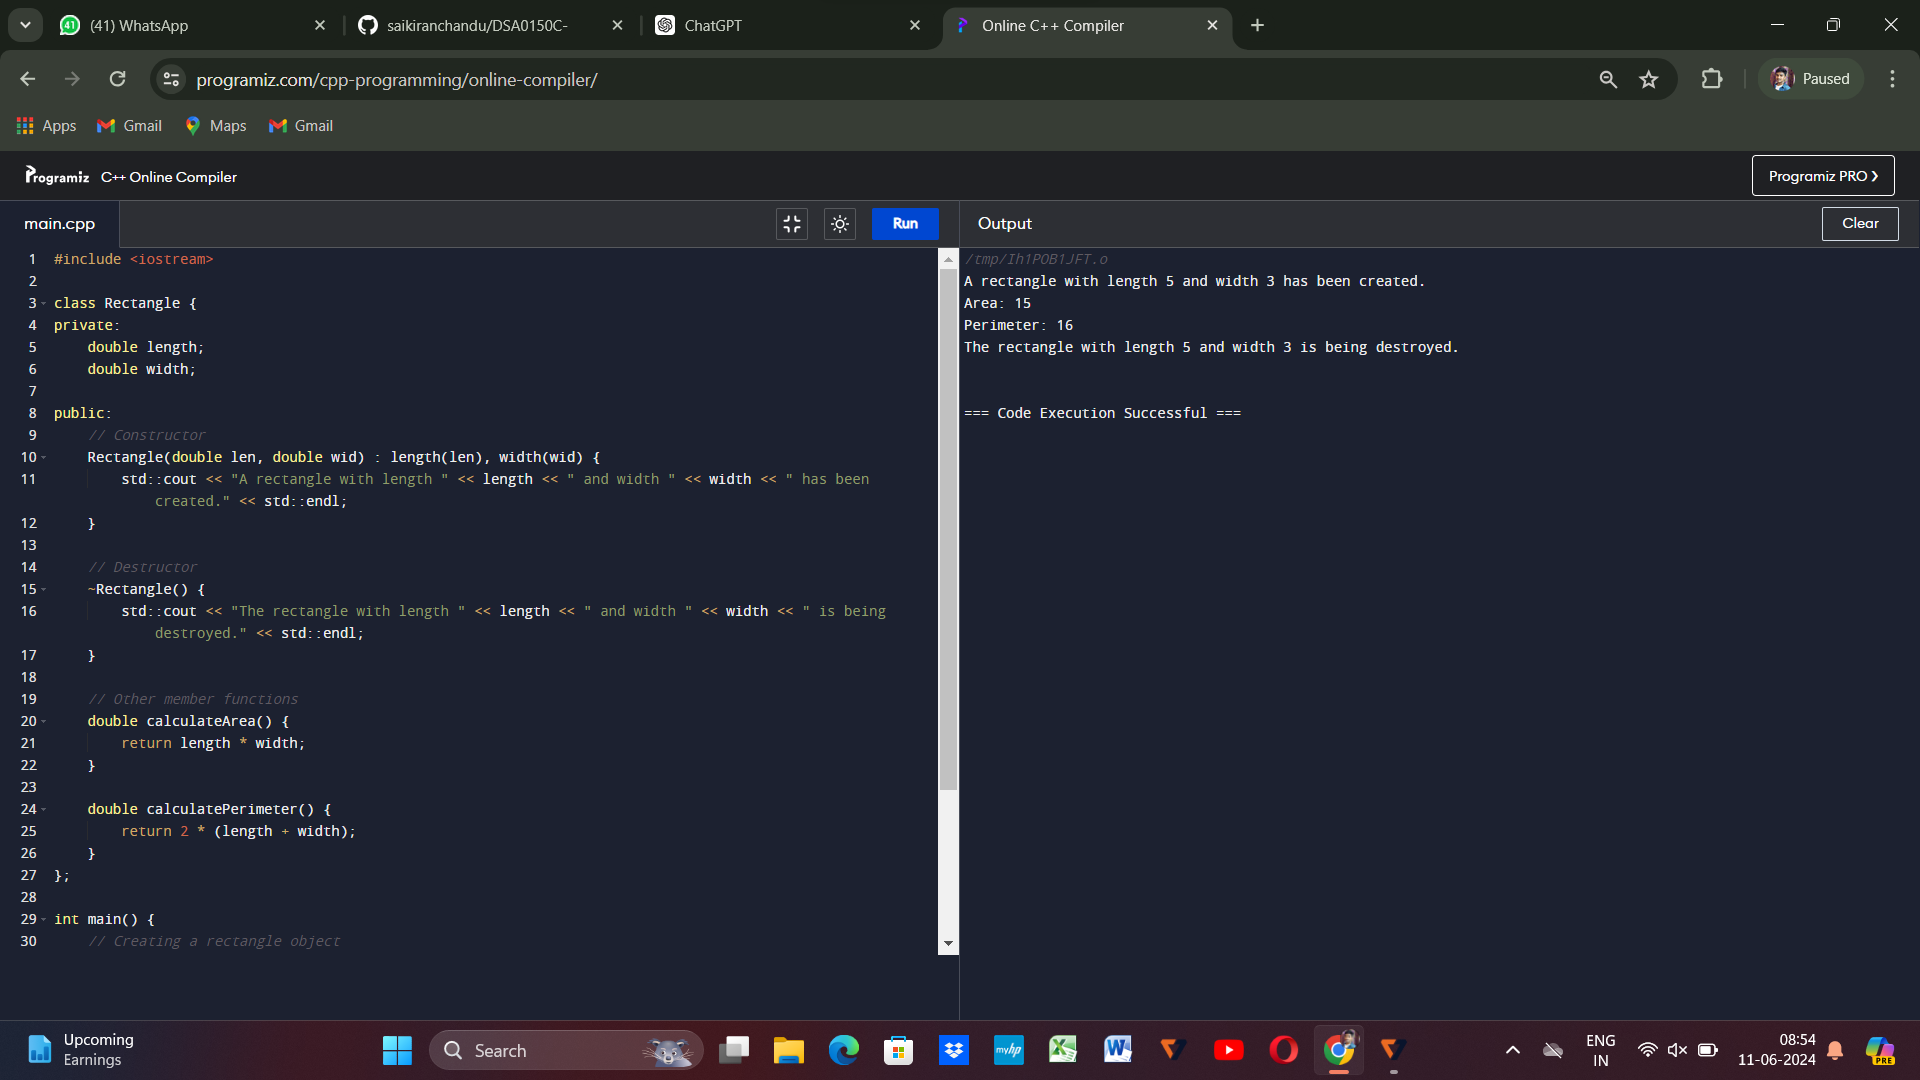 (41) WhatsApp
saikiranchandu/DSA0150C-
ChatGPT
Online C++ Compiler
programiz.com/cpp-programming/online-compiler/
Paused
Apps
Gmail
Maps
Gmail
Programiz C++ Online Compiler
Programiz PRO ❯
main.cpp
Run
Output
Clear
1 #include <iostream>
2
3 class Rectangle {
4 private:
5     double length;
6     double width;
7
8 public:
9     // Constructor
10     Rectangle(double len, double wid) : length(len), width(wid) {
11         std::cout << "A rectangle with length " << length << " and width " << width << " has been
            created." << std::endl;
12     }
13
14     // Destructor
15     ~Rectangle() {
16         std::cout << "The rectangle with length " << length << " and width " << width << " is being
            destroyed." << std::endl;
17     }
18
19     // Other member functions
20     double calculateArea() {
21         return length * width;
22     }
23
24     double calculatePerimeter() {
25         return 2 * (length + width);
26     }
27 };
28
29 int main() {
30     // Creating a rectangle object
/tmp/Ih1POB1JFT.o
A rectangle with length 5 and width 3 has been created.
Area: 15
Perimeter: 16
The rectangle with length 5 and width 3 is being destroyed.
=== Code Execution Successful ===
Upcoming
Earnings
Search
myhp
ENG
IN
08:54
11-06-2024
PRE